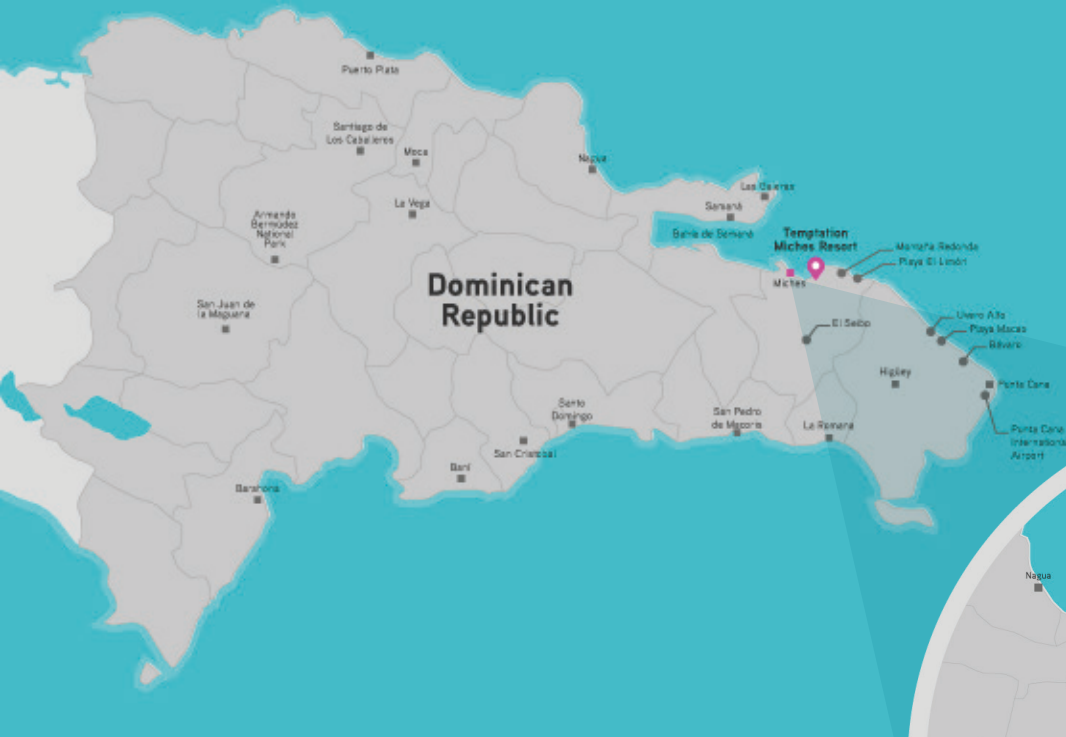 Puerto Plata
Santiago de
Los Caballeros
Moca
Nagua
La Vega
Las Galeras
Samaná
Bahía de Samaná
Armando
Bermúdez
National
Park
Temptation
Miches Resort
Montaña Redonda
Playa El Limón
Miches
Dominican
Republic
San Juan de
la Maguana
El Seibo
Uvero Alto
Playa Macao
Bávaro
Higüey
Punta Cana
Santo
Domingo
San Pedro
de Macorís
La Romana
Punta Cana
Internationa
Airport
San Cristobal
Baní
Barahona
Nagua